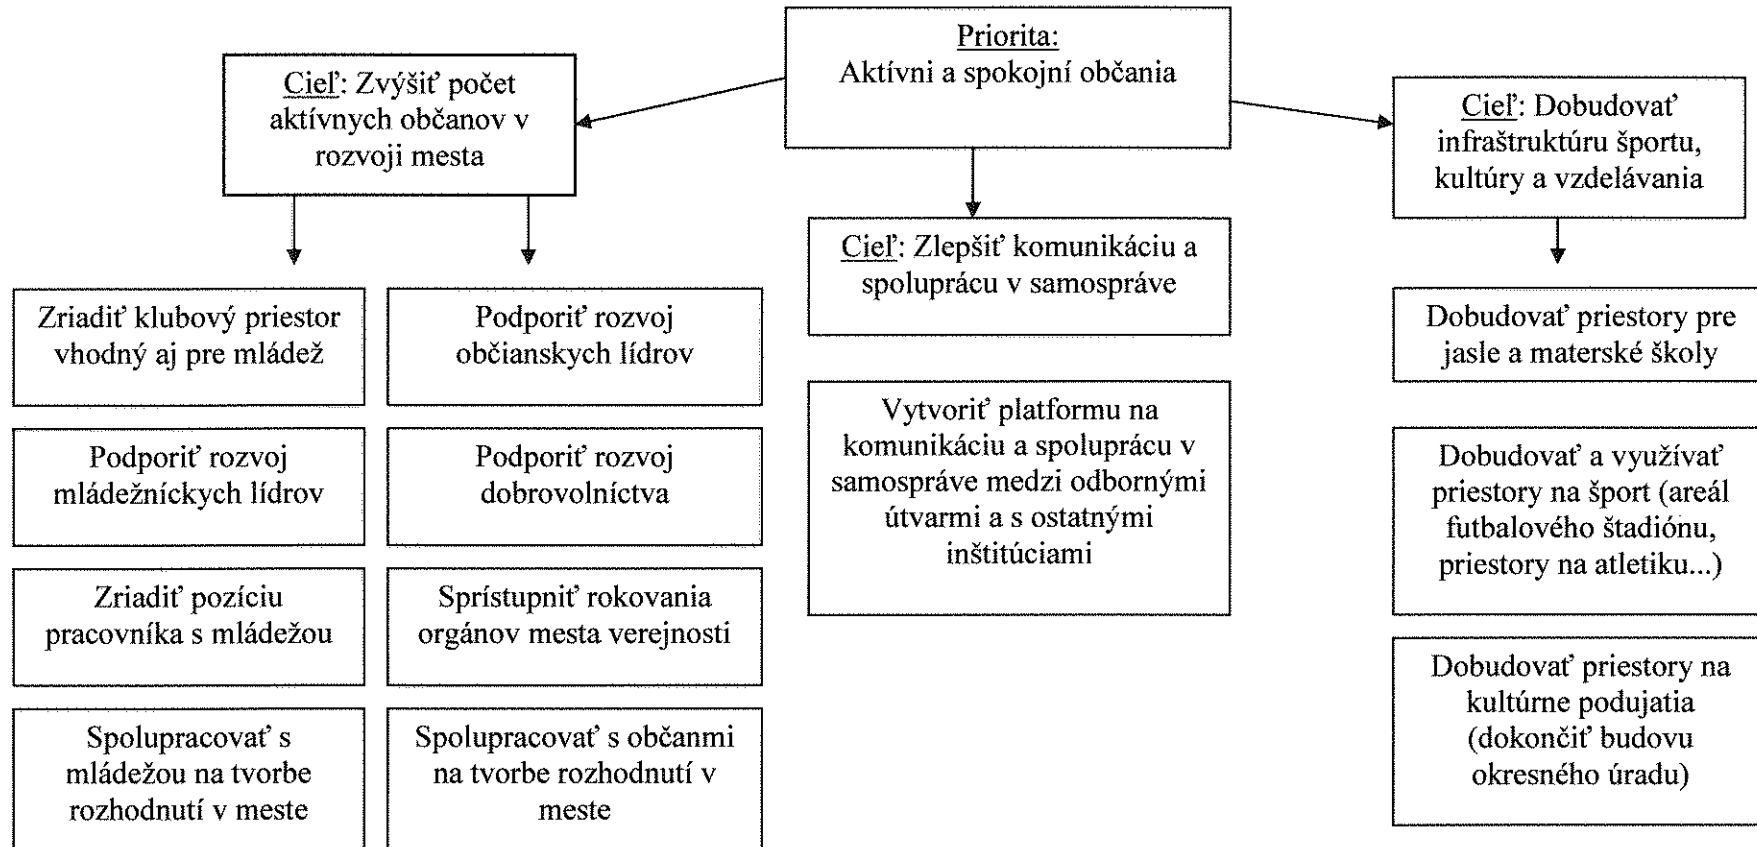 Priorita:
Aktívni a spokojní občania
Cieľ: Zvýšiť počet
aktívnych občanov v
rozvoji mesta
Zriadiť klubový priestor
vhodný aj pre mládež
Podporiť rozvoj
mládežníckych lídrov
Zriadiť pozíciu
pracovníka s mládežou
Spolupracovať s
mládežou na tvorbe
rozhodnutí v meste
Podporiť rozvoj
občianskych lídrov
Podporiť rozvoj
dobrovolníctva
Sprístupniť rokovania
orgánov mesta verejnosti
Spolupracovať s občanmi
na tvorbe rozhodnutí v
meste
Cieľ: Zlepšiť komunikáciu a
spoluprácu v samospráve
Vytvoriť platformu na
komunikáciu a spoluprácu v
samospráve medzi odbornými
útvarmi a s ostatnými
inštitúciami
Cieľ: Dobudovať
infraštruktúru športu,
kultúry a vzdelávania
Dobudovať priestory pre
jasle a materské školy
Dobudovať a využívať
priestory na šport (areál
futbalového štadiónu,
priestory na atletiku...)
Dobudovať priestory na
kultúrne podujatia
(dokončiť budovu
okresného úradu)